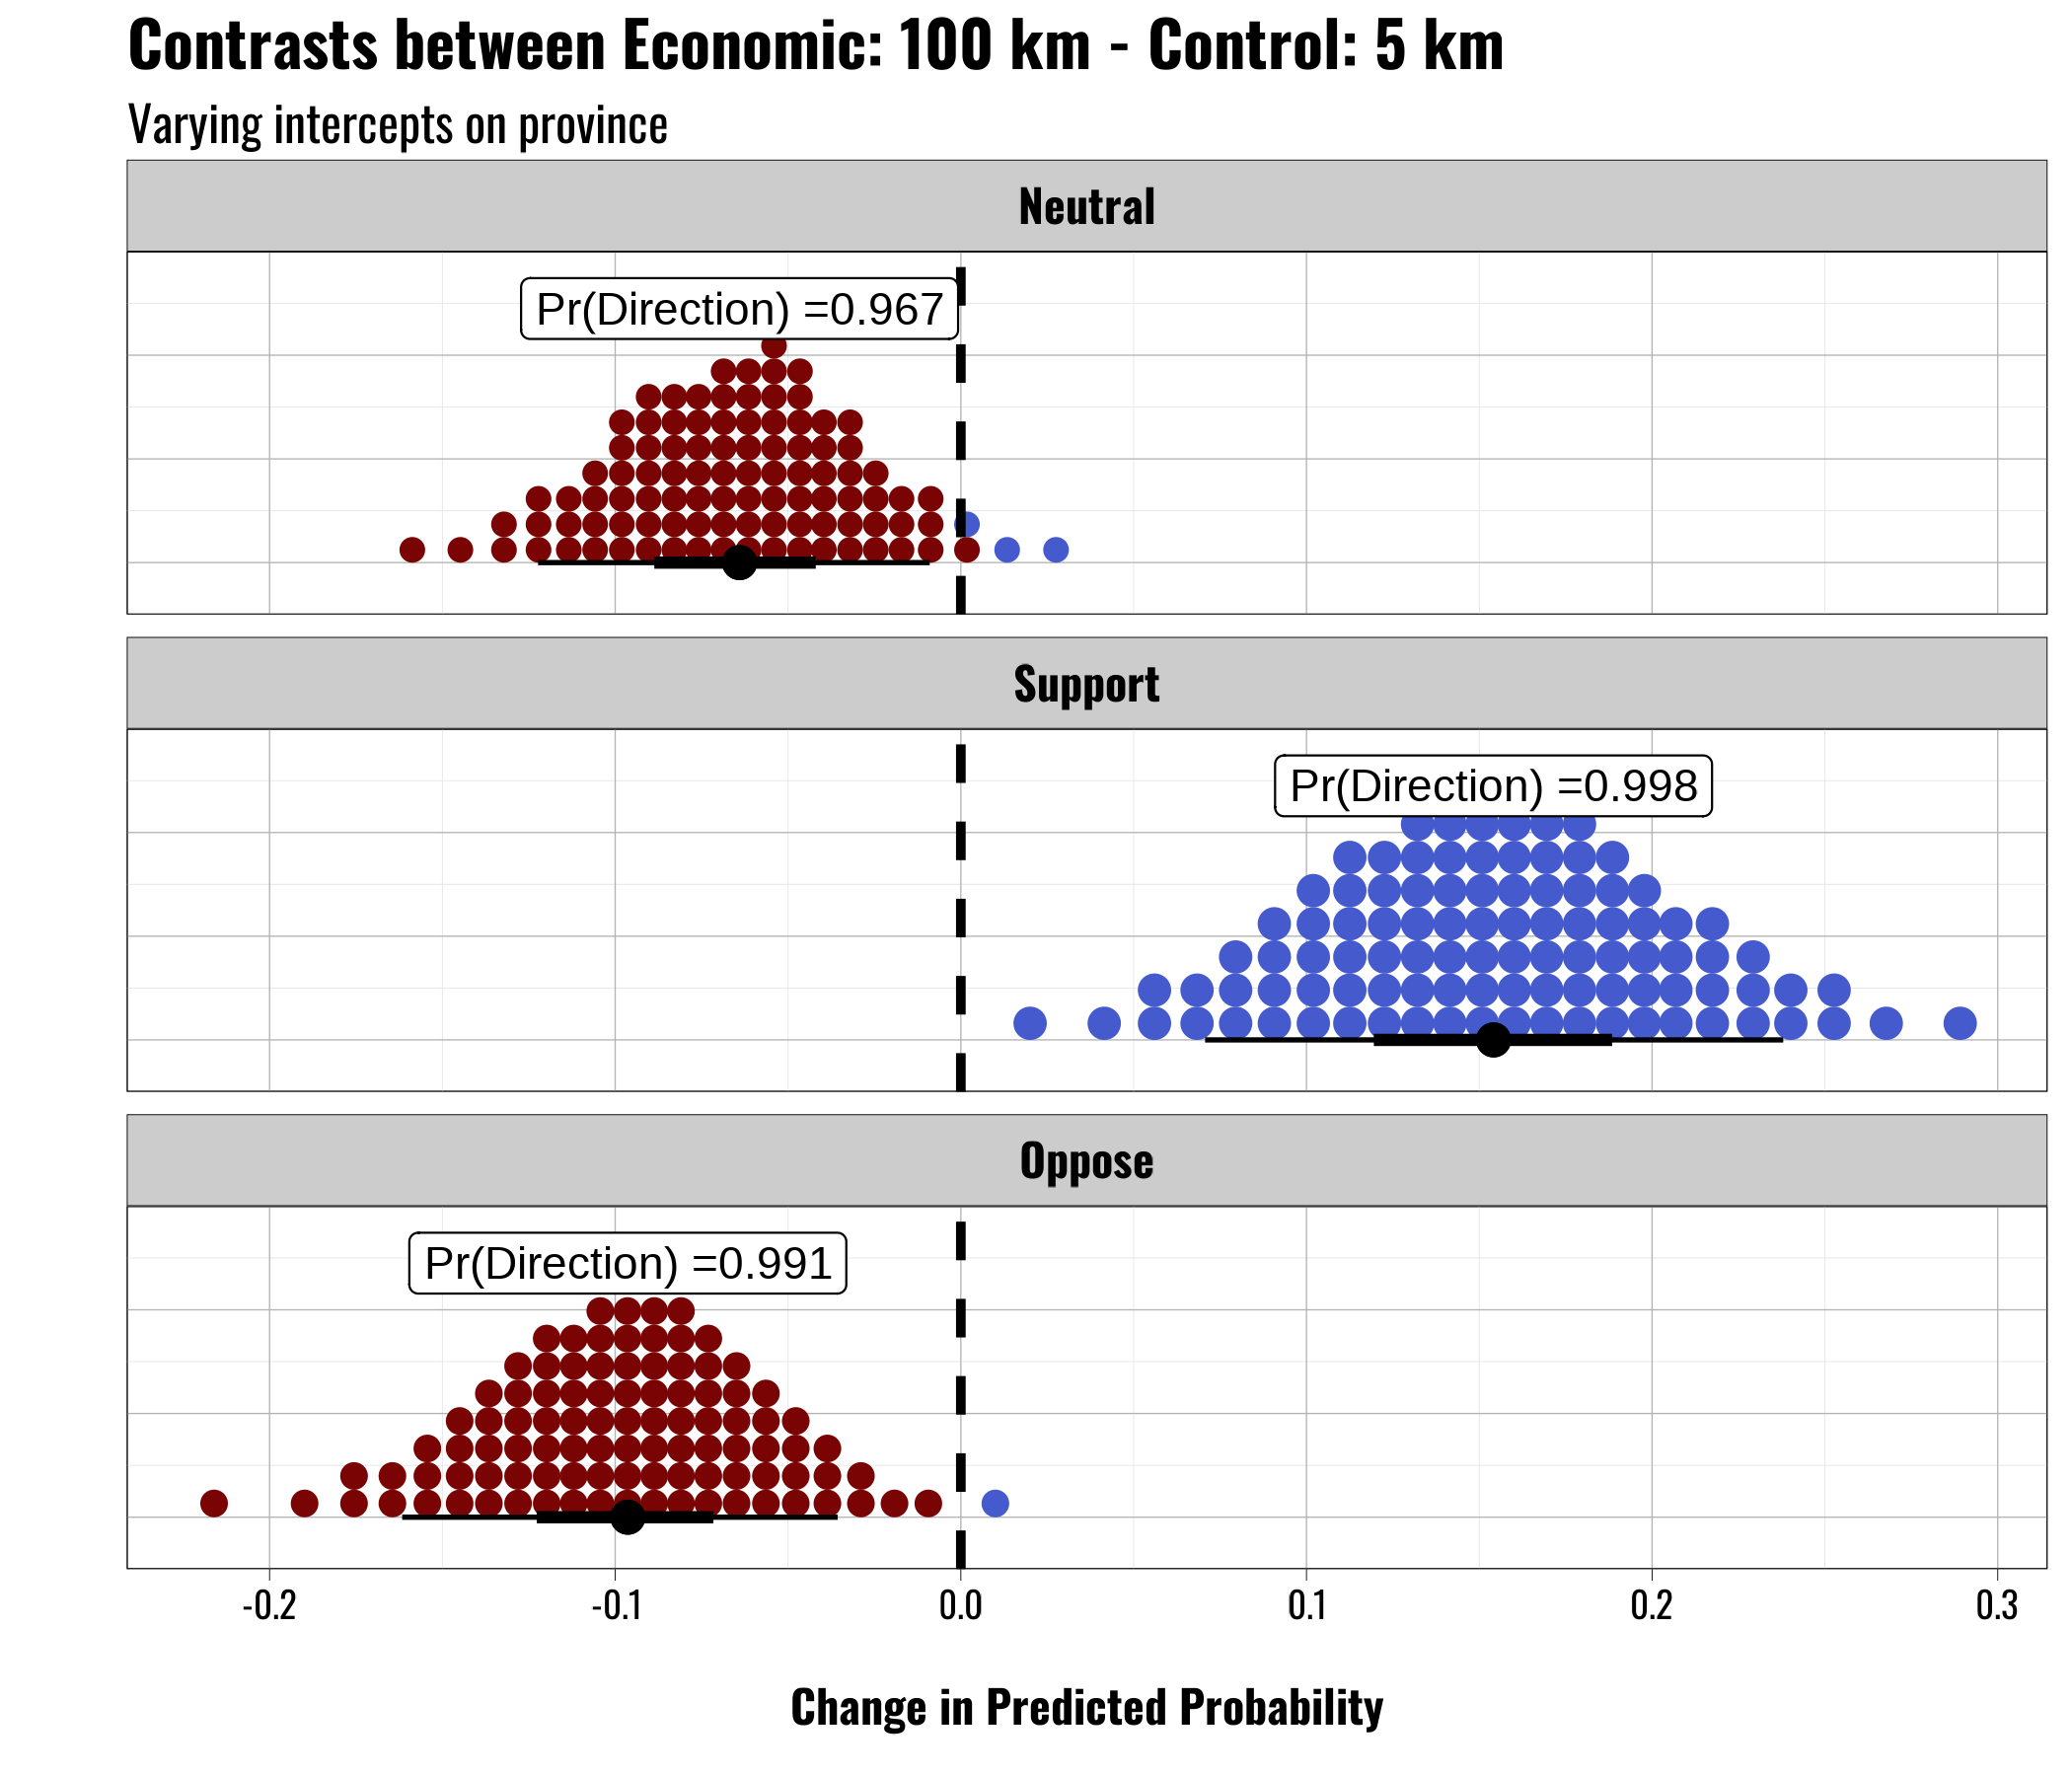 Contrasts between Economic: 100 km - Control: 5 km
Varying intercepts on province
Neutral
Pr(Direction) =0.967
Support
Pr(Direction) =0.998
Oppose
Pr(Direction) =0.991
-0.2 -0.1 0.0 0.1 0.2 0.3
Change in Predicted Probability